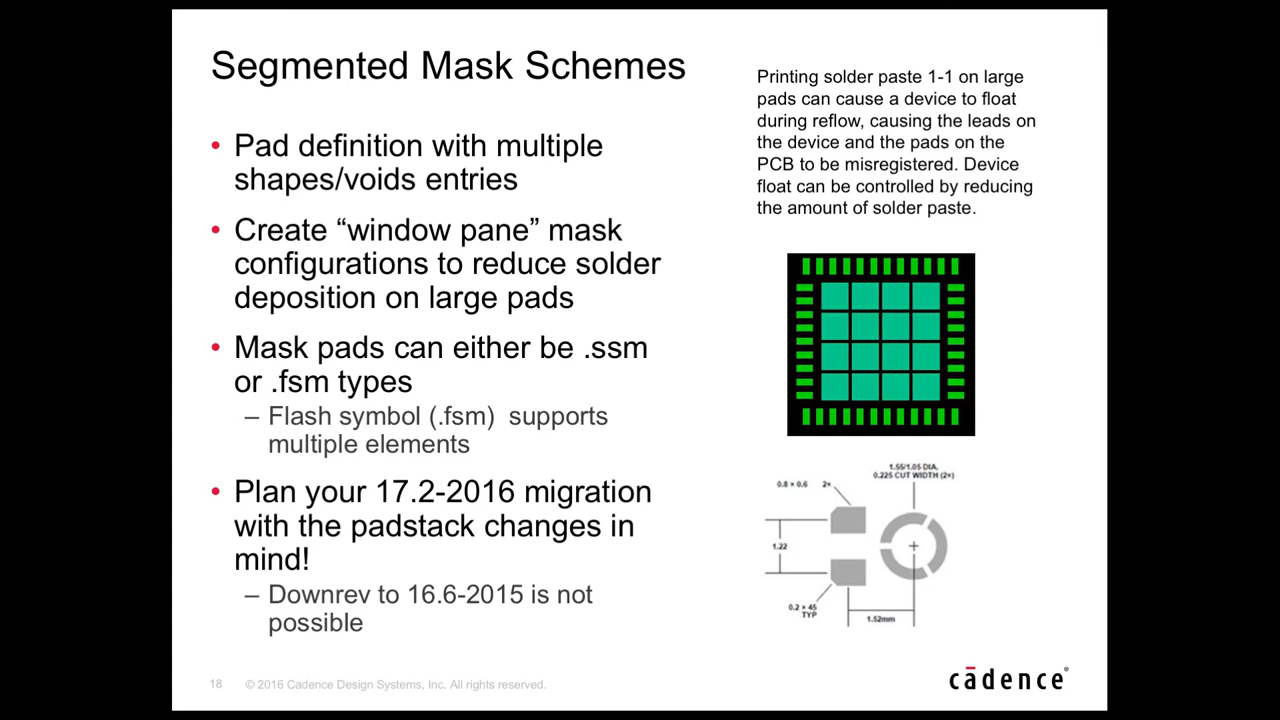 Segmented Mask Schemes
• Pad definition with multiple
shapes/voids entries
• Create “window pane” mask
configurations to reduce solder
deposition on large pads
• Mask pads can either be .ssm
or .fsm types
– Flash symbol (.fsm) supports
multiple elements
• Plan your 17.2-2016 migration
with the padstack changes in
mind!
– Downrev to 16.6-2015 is not
possible
Printing solder paste 1-1 on large
pads can cause a device to float
during reflow, causing the leads on
the device and the pads on the
PCB to be misregistered. Device
float can be controlled by reducing
the amount of solder paste.
1.55/1.05 DIA.
0.225 CUT WIDTH (2×)
0.8 × 0.6 2×
1.22
0.2 × 45
TYP
1.52mm
18 © 2016 Cadence Design Systems, Inc. All rights reserved.
cādence®